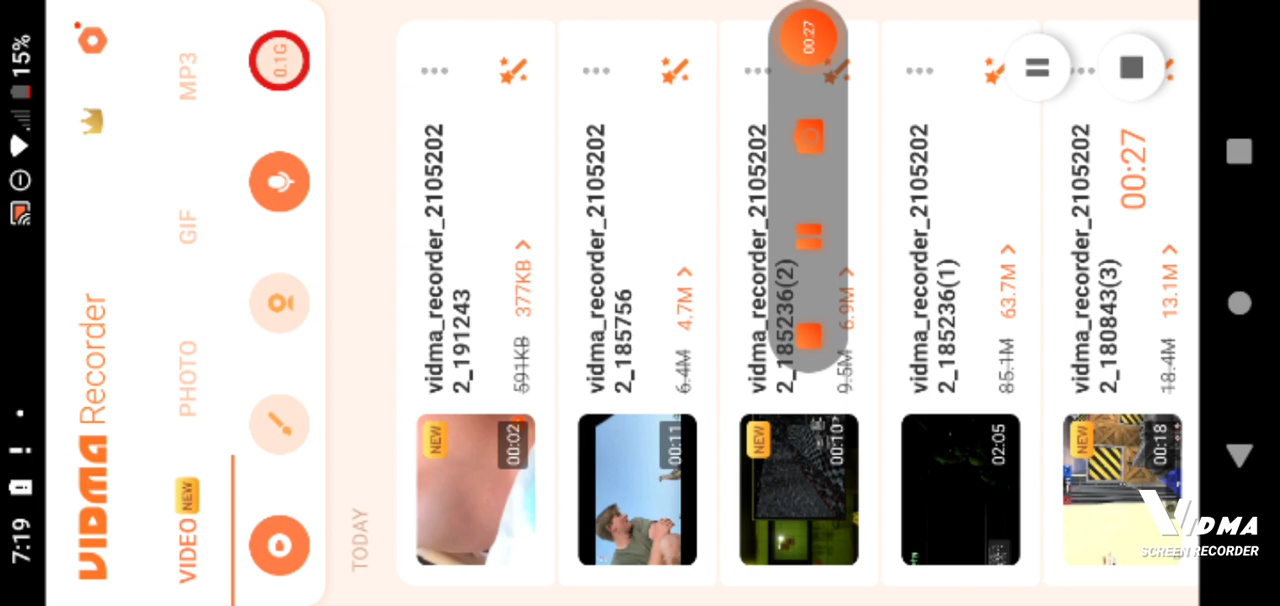 7:19
15%
VIDMA Recorder
VIDEO NEW
PHOTO
GIF
MP3
0.1G
TODAY
vidma_recorder_2105202
2_191243
591KB 377KB >
NEW
00:02
vidma_recorder_2105202
2_185756
6.4M 4.7M >
00:11
vidma_recorder_2105202
2_185236(2)
9.5M 6.9M >
NEW
00:10
vidma_recorder_2105202
2_185236(1)
85.1M 63.7M >
02:05
vidma_recorder_2105202
2_180843(3)
18.4M 13.1M >
NEW
00:18
00:27
00:27
VIDMA
SCREEN RECORDER